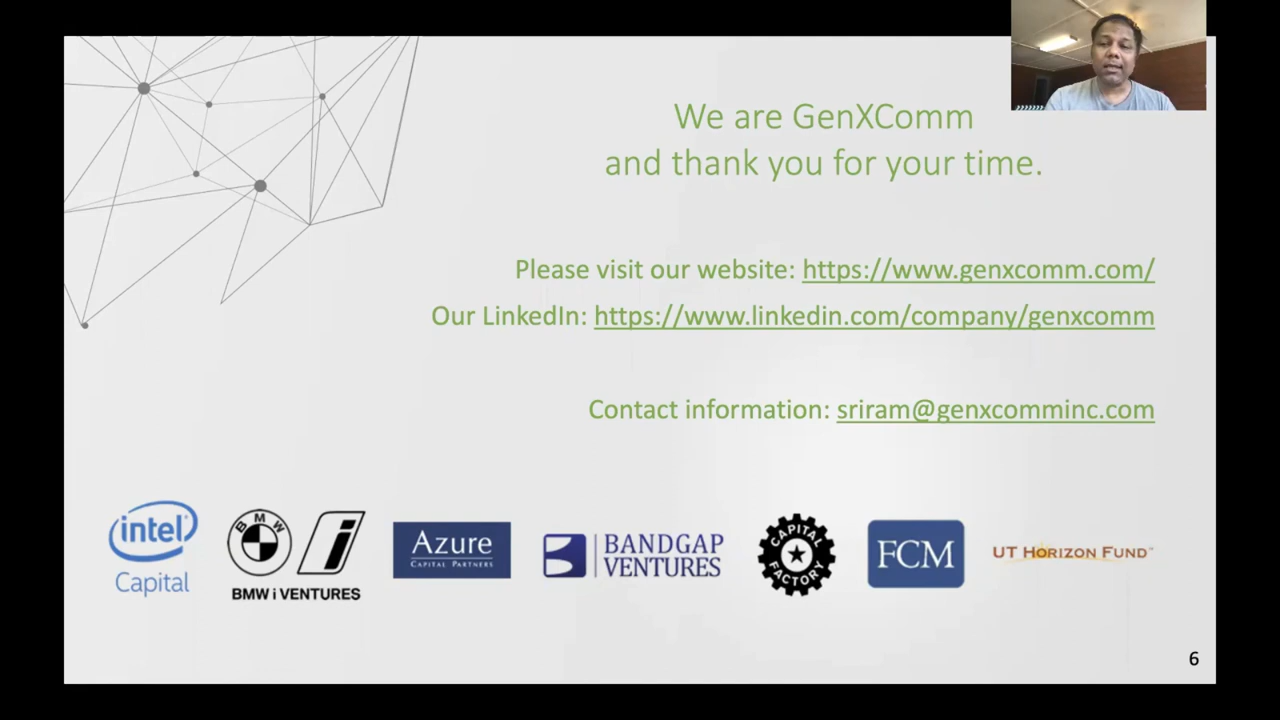 We are GenXComm
and thank you for your time.
Please visit our website: https://www.genxcomm.com/
Our LinkedIn: https://www.linkedin.com/company/genxcomm
Contact information: sriram@genxcomminc.com
intel
Capital
BMW
BMW i VENTURES
Azure
CAPITAL PARTNERS
BANDGAP
VENTURES
CAPITAL
FACTORY
FCM
UT HORIZON FUND™
6